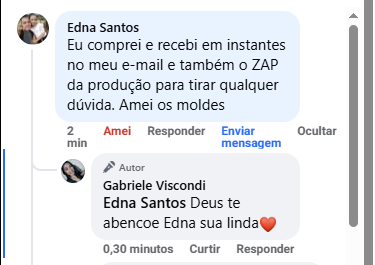 Edna Santos
Eu comprei e recebi em instantes
no meu e-mail e também o ZAP
da produção para tirar qualquer
dúvida. Amei os moldes
2 min Amei Responder Enviar mensagem Ocultar
Autor
Gabriele Viscondi
Edna Santos Deus te
abencoe Edna sua linda❤️
0,30 minutos Curtir Responder